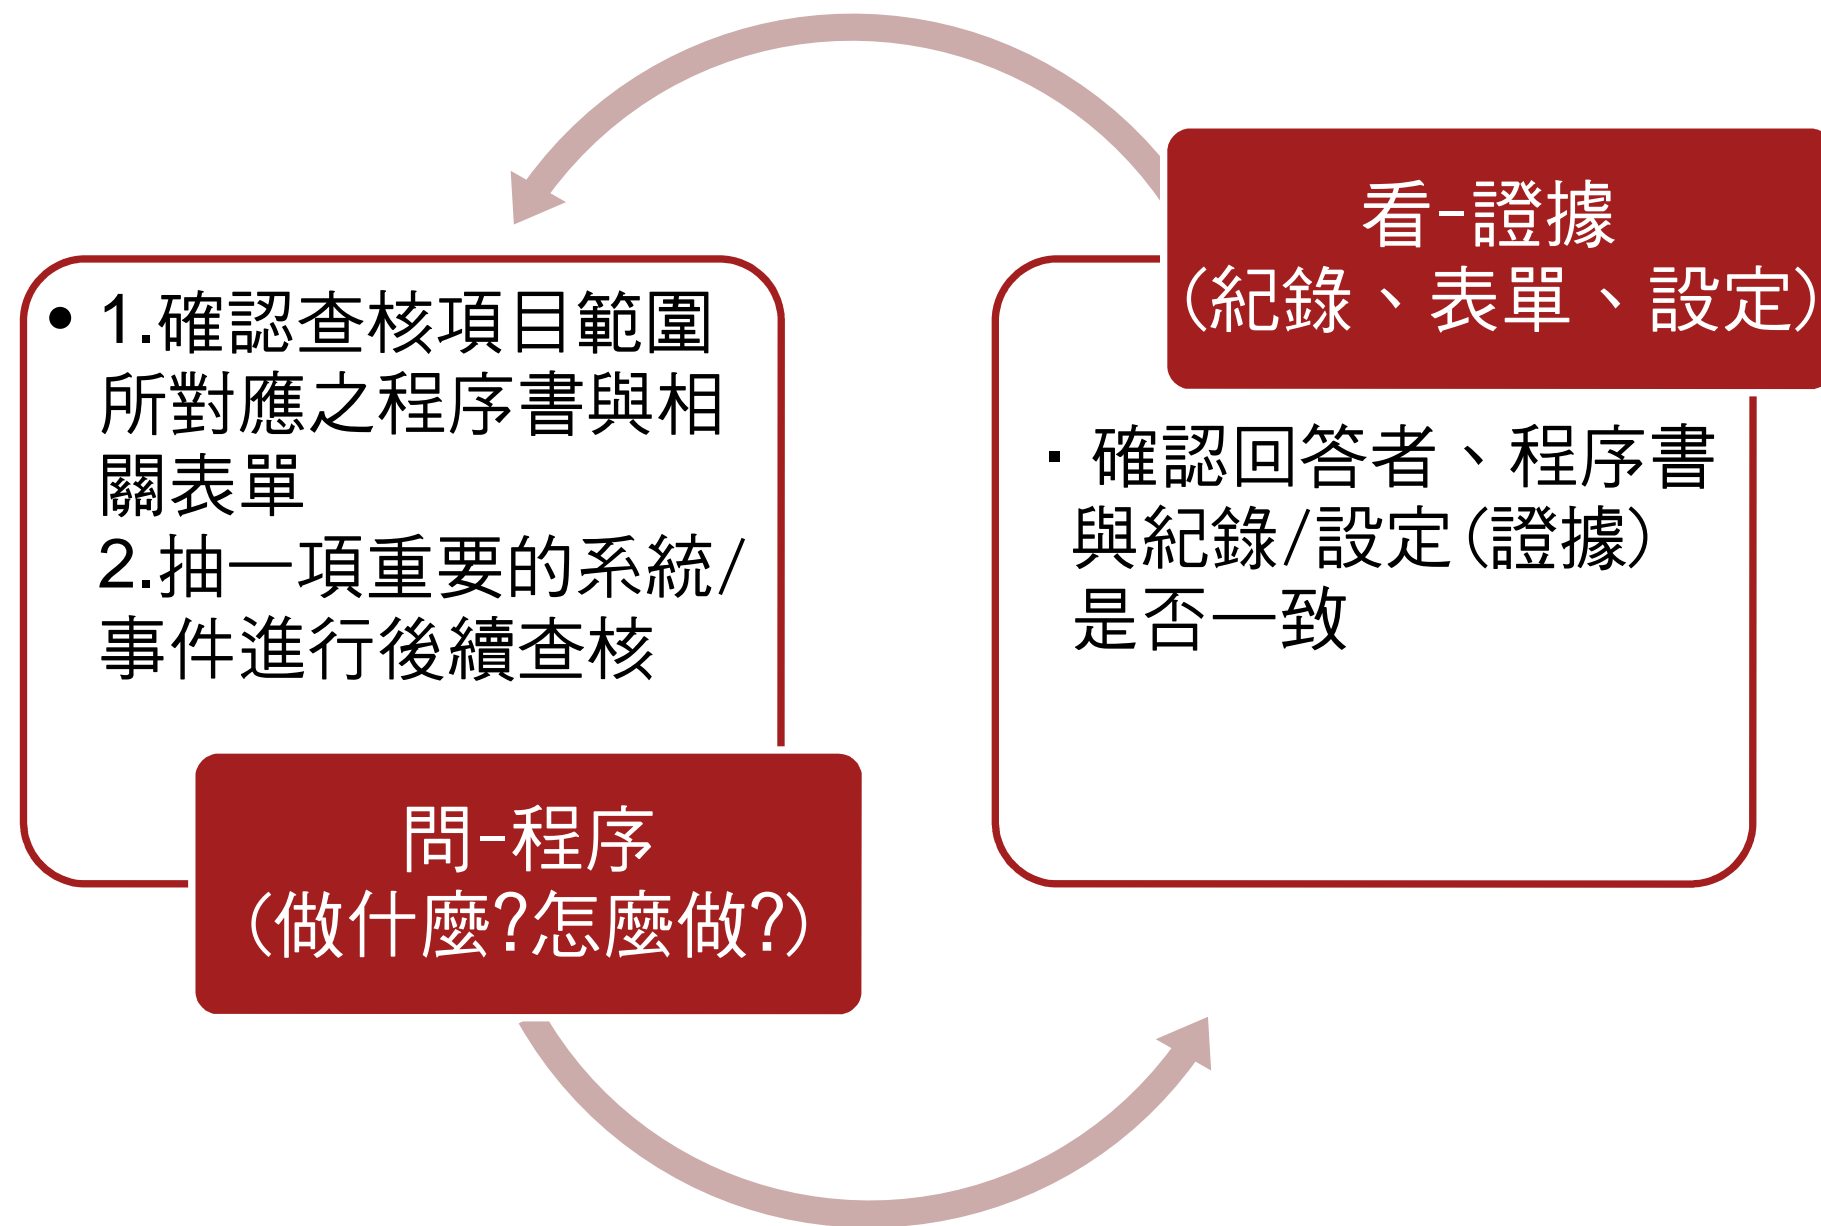 • 1.確認查核項目範圍
所對應之程序書與相
關表單
2.抽一項重要的系統/
事件進行後續查核
問-程序
(做什麼?怎麼做?)
看-證據
(紀錄、表單、設定)
▪ 確認回答者、程序書
與紀錄/設定(證據)
是否一致